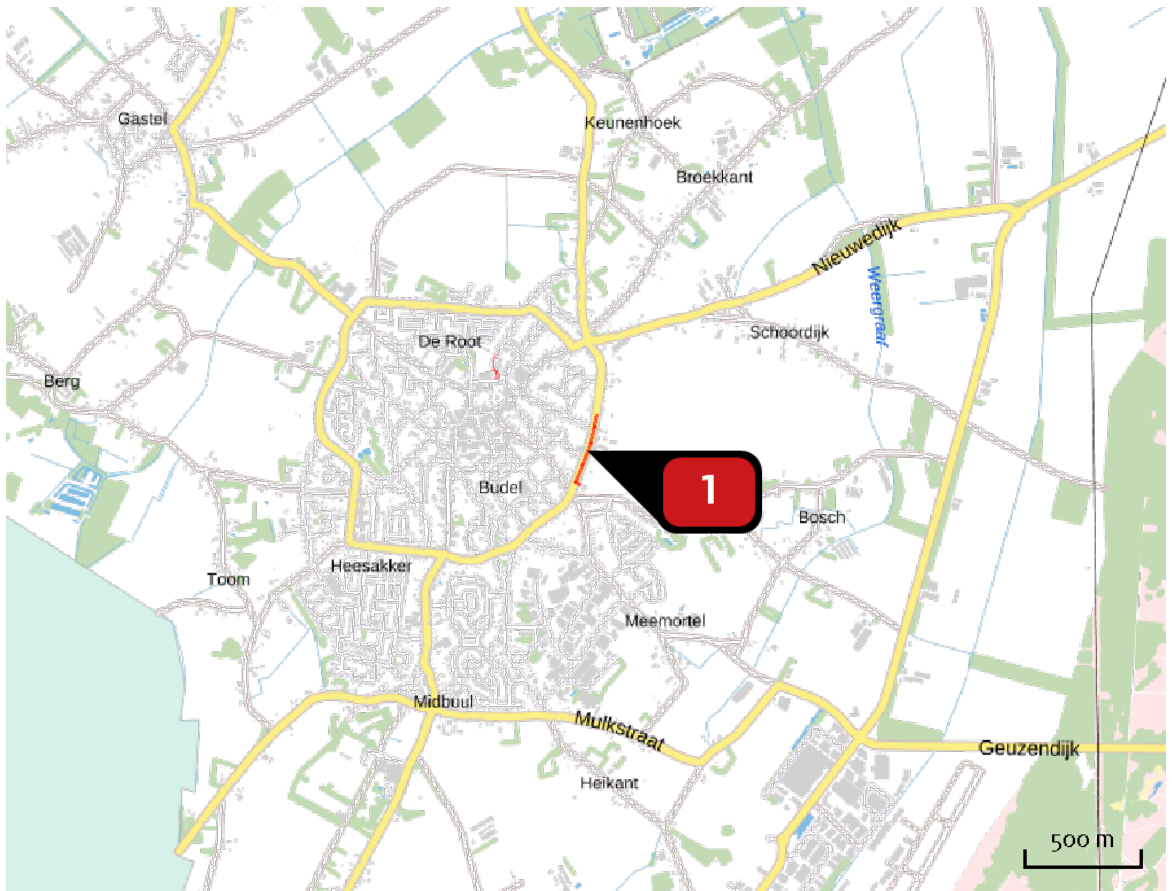 Gastel
Keunenhoek
Broekkant
Nieuwedijk
Weergraaf
Schoordijk
De Root
Berg
Budel
1
Bosch
Heesakker
Toom
Meemortel
Midbuul
Mulkstraat
Geuzendijk
Heikant
500 m